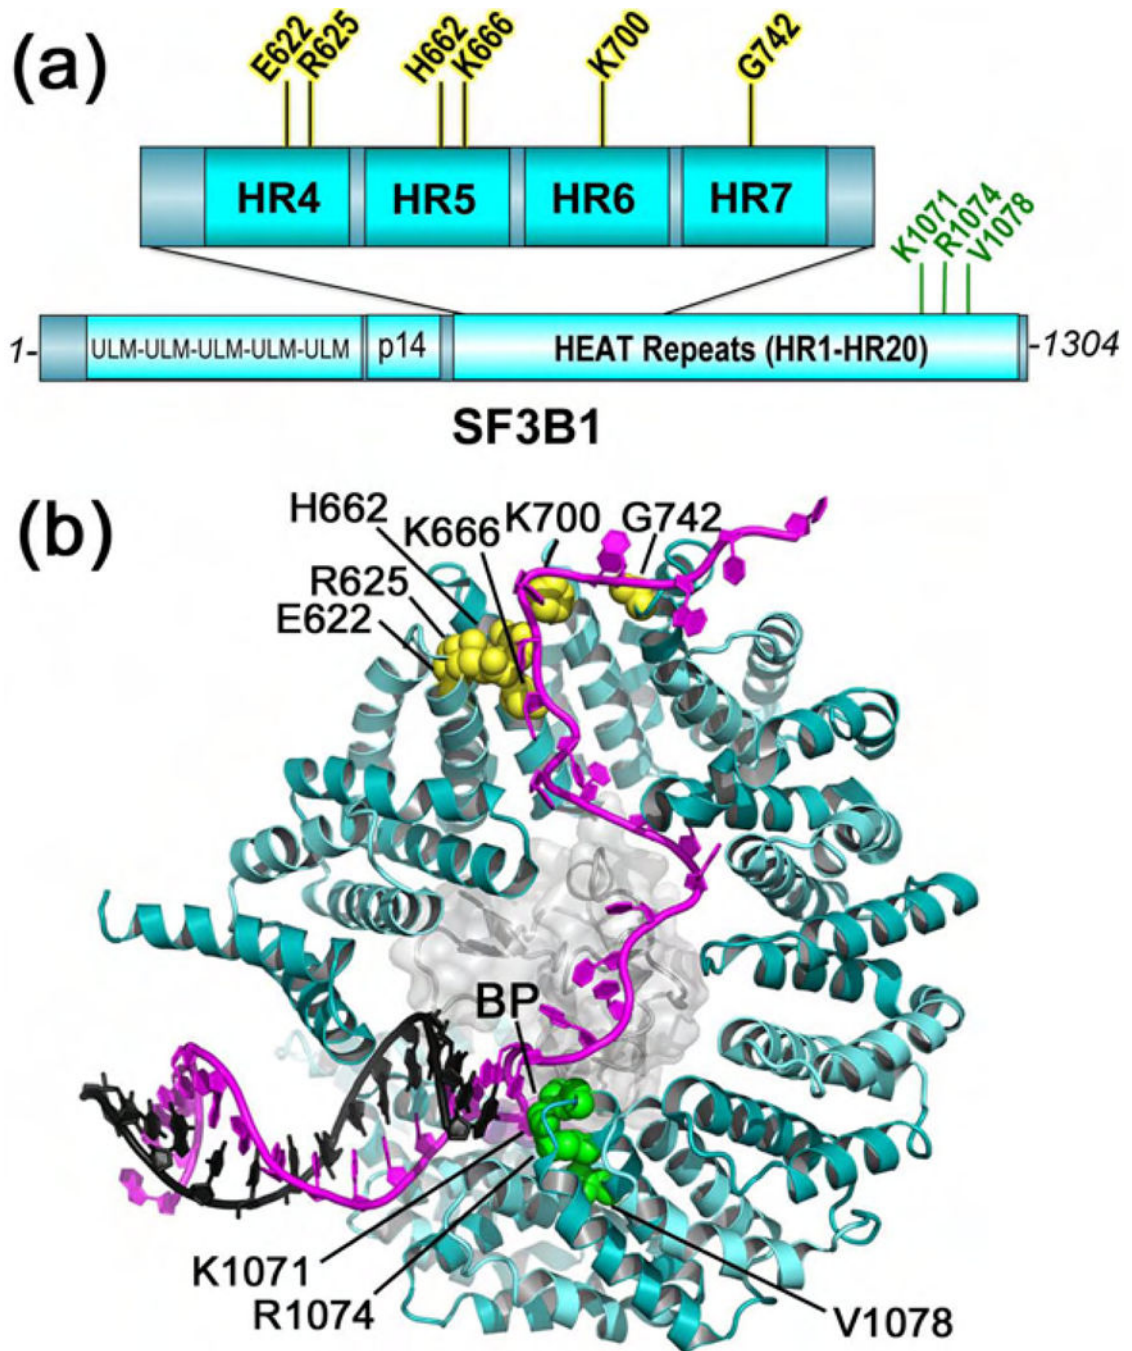 (a)
E622 R625 H662 K666 K700 G742
HR4 HR5 HR6 HR7
K1071 R1074 V1078
1- ULM-ULM-ULM-ULM-ULM p14 HEAT Repeats (HR1-HR20) -1304
SF3B1
(b)
H662 K666 K700 G742
R625
E622
BP
K1071
R1074
V1078